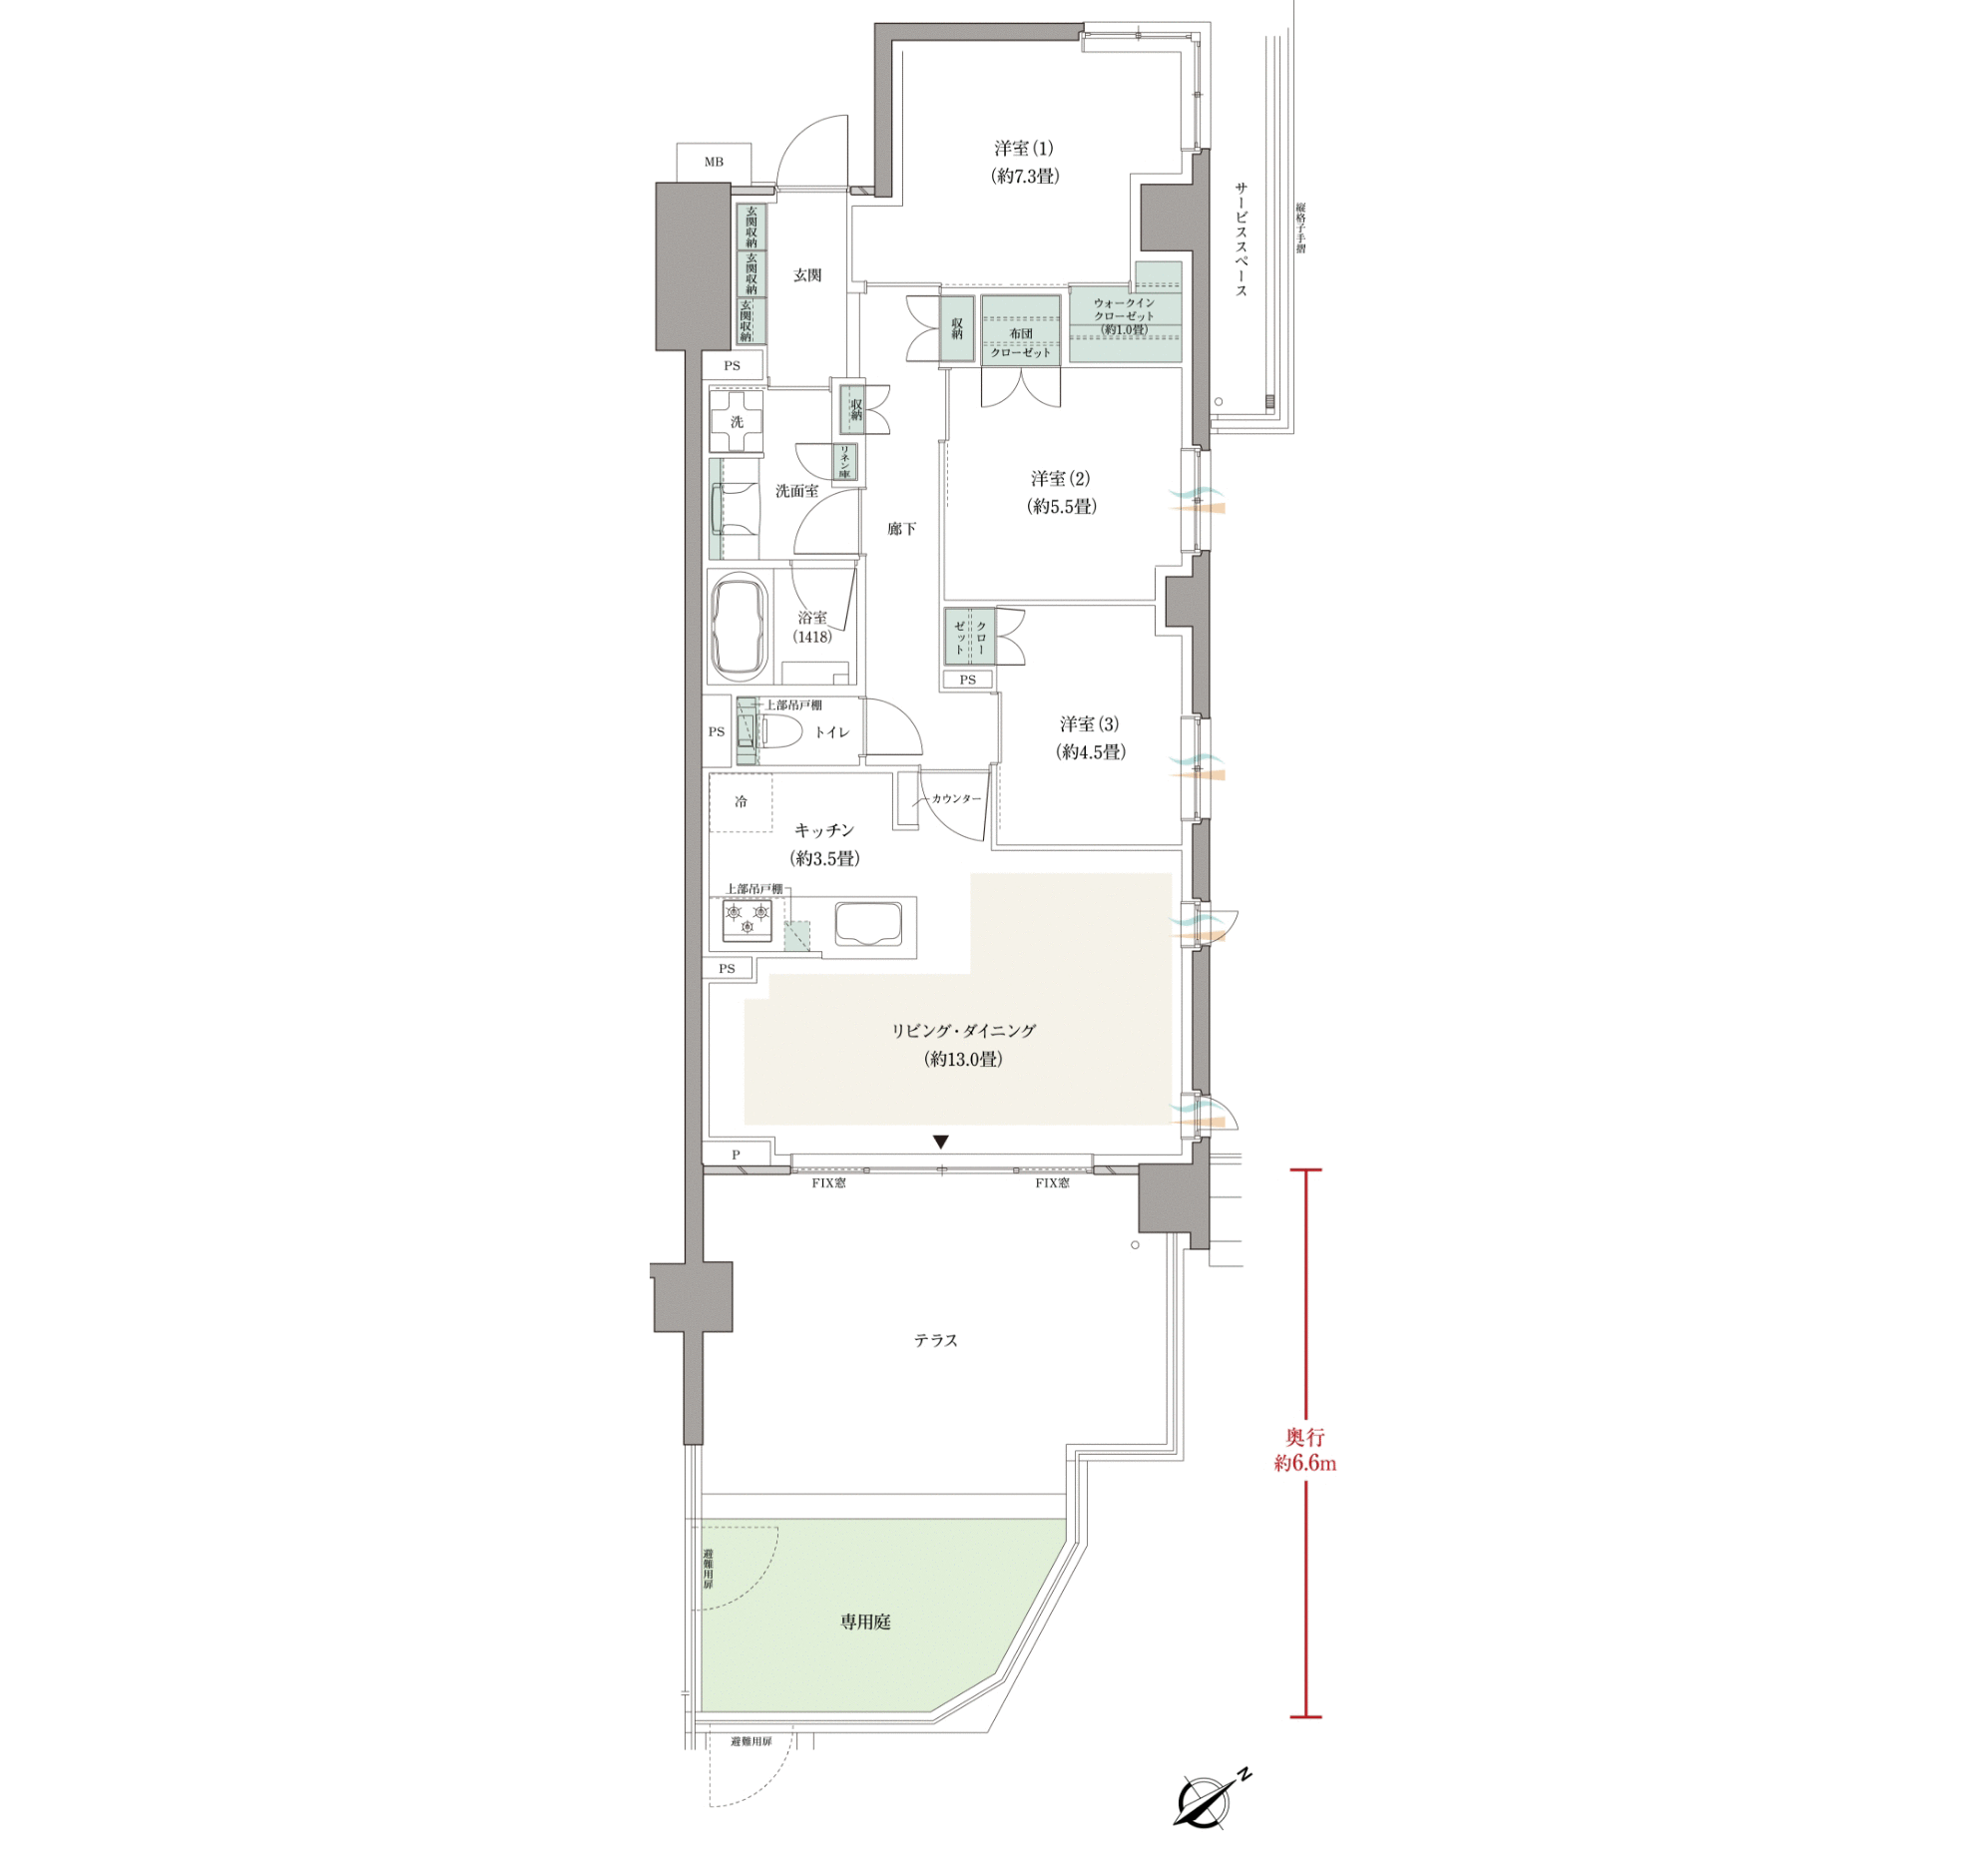 洋室(1)
(約7.3畳)
MB
サービススペース
縦格子手摺
玄関収納
玄関収納
玄関収納
玄関
収納
布団
クローゼット
ウォークイン
クローゼット
(約1.0畳)
PS
洗
収納
リネン庫
洗面室
廊下
洋室(2)
(約5.5畳)
浴室
(1418)
クロー
ゼット
PS
上部吊戸棚
PS
トイレ
洋室(3)
(約4.5畳)
冷
カウンター
キッチン
(約3.5畳)
上部吊戸棚
PS
リビング・ダイニング
(約13.0畳)
P
FIX窓
FIX窓
テラス
奥行
約6.6m
避難用扉
専用庭
避難用扉
N